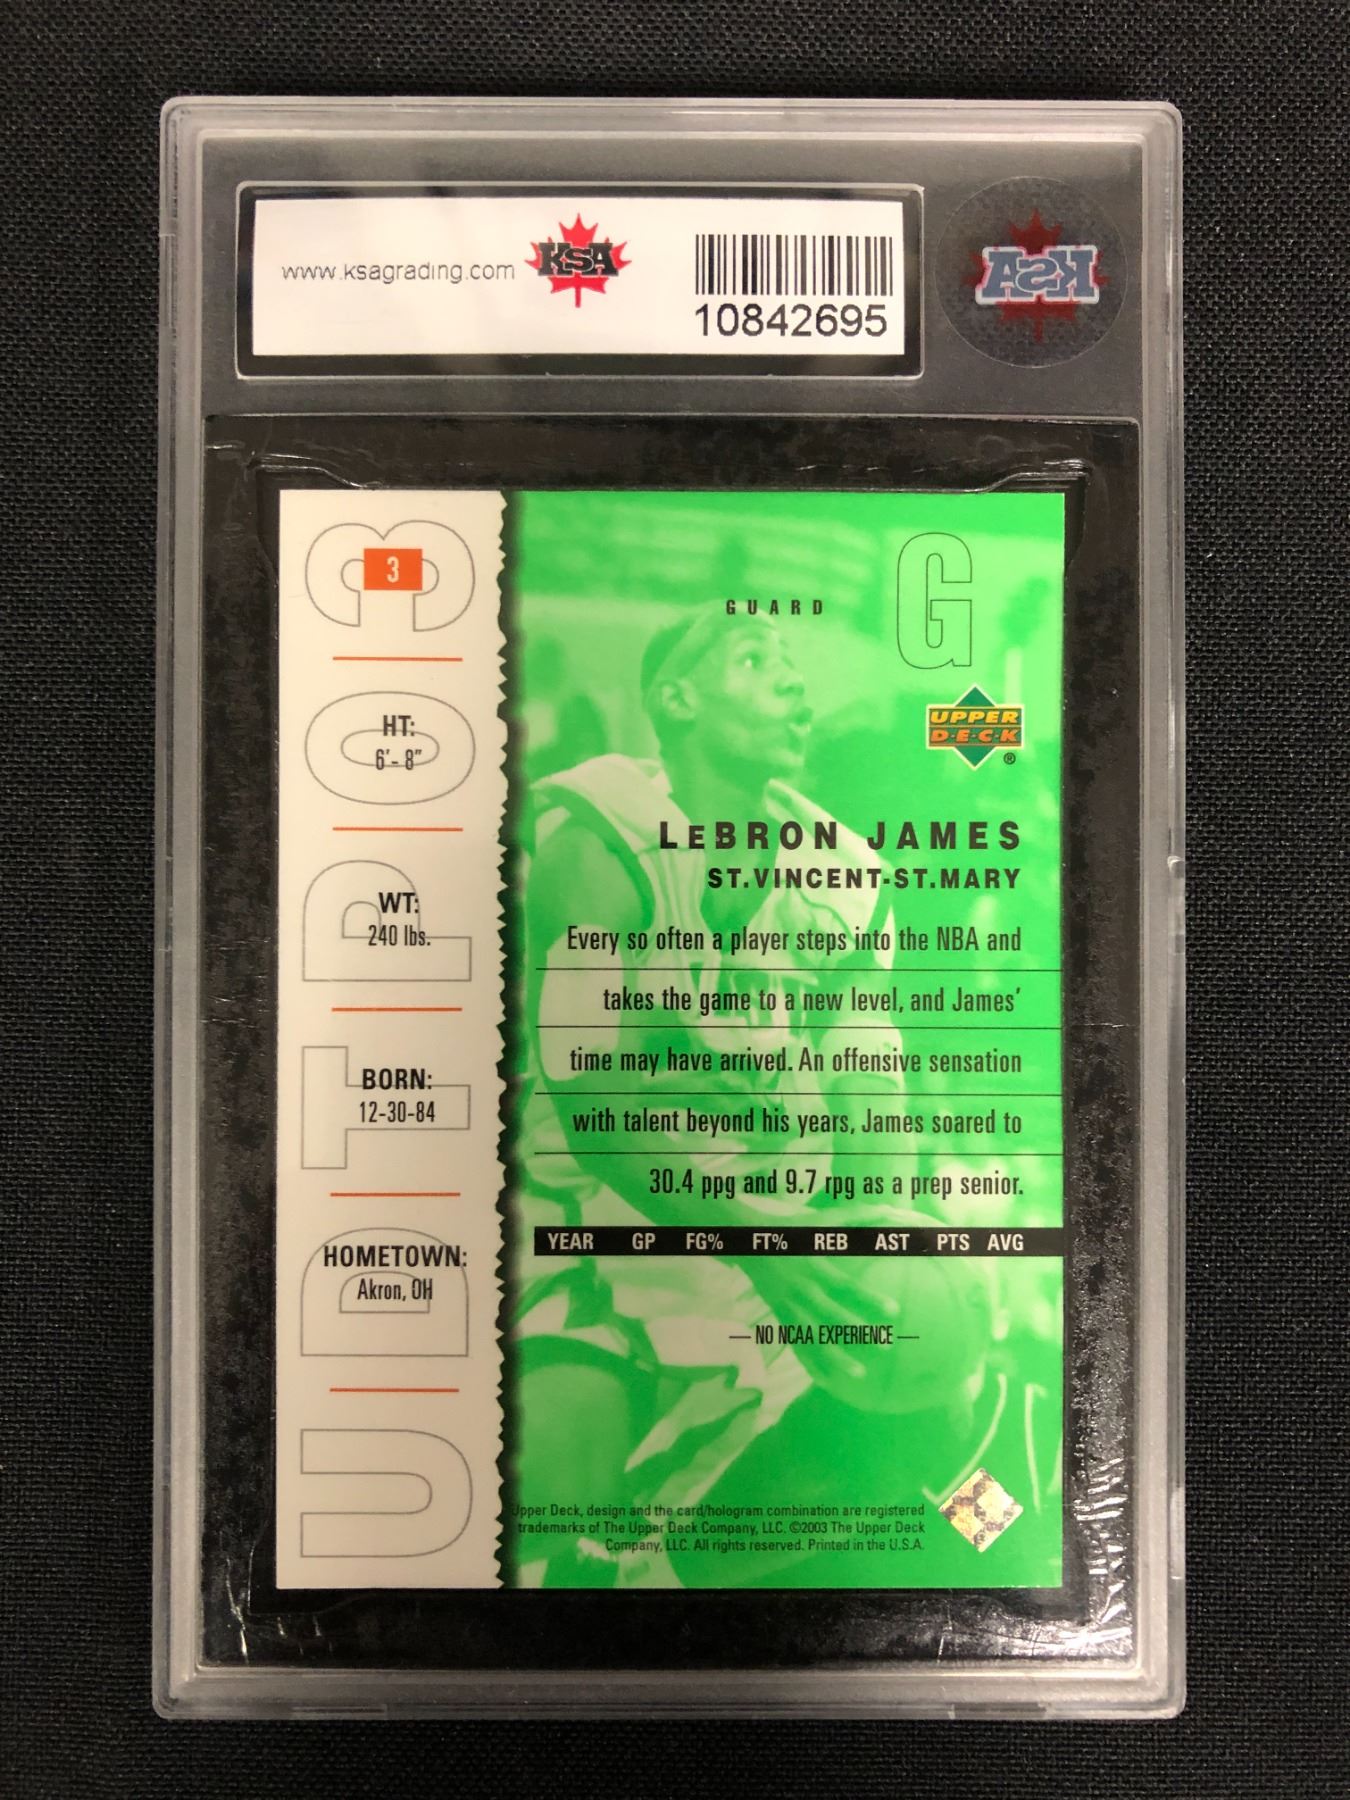 www.ksagrading.com
KSA
10842695
KSA
3
UDTPO3
HT:
6'- 8"
WT:
240 lbs.
BORN:
12-30-84
HOMETOWN:
Akron, OH
GUARD
G
UPPER
D·E·C·K
®
LEBRON JAMES
ST.VINCENT-ST.MARY
Every so often a player steps into the NBA and
takes the game to a new level, and James'
time may have arrived. An offensive sensation
with talent beyond his years, James soared to
30.4 ppg and 9.7 rpg as a prep senior.
YEAR GP FG% FT% REB AST PTS AVG
— NO NCAA EXPERIENCE —
Upper Deck, design and the card/hologram combination are registered
trademarks of The Upper Deck Company, LLC. ©2003 The Upper Deck
Company, LLC. All rights reserved. Printed in the U.S.A.